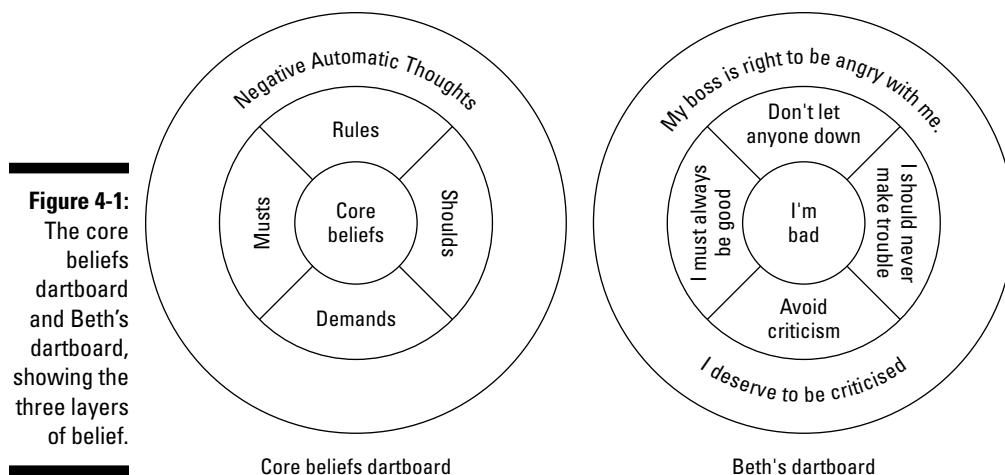 Figure 4-1:
The core
beliefs
dartboard
and Beth's
dartboard,
showing the
three layers
of belief.
Negative Automatic Thoughts
Rules
Musts
Core
beliefs
Shoulds
Demands
Core beliefs dartboard
My boss is right to be angry with me.
Don't let
anyone down
I must always
be good
I'm
bad
I should never
make trouble
Avoid
criticism
I deserve to be criticised
Beth's dartboard